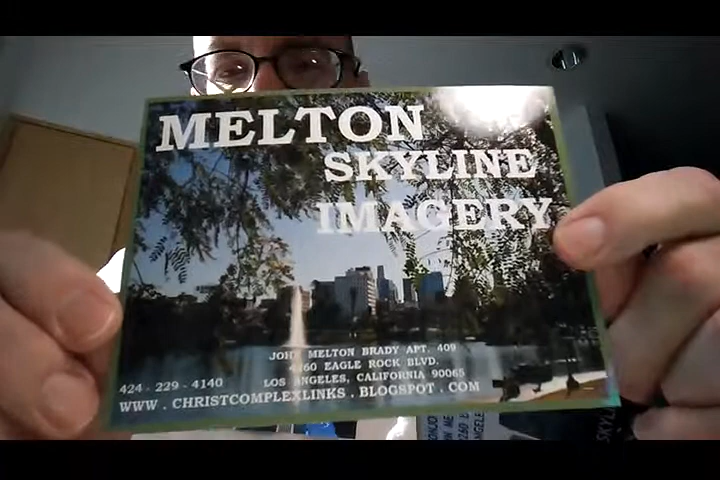 MELTON
SKYLINE
IMAGERY
JOHN MELTON BRADY APT. 409
EAGLE ROCK BLVD.
LOS ANGELES, CALIFORNIA 90065
424 - 229 - 4140
WWW . CHRISTCOMPLEXLINKS . BLOGSPOT . COM